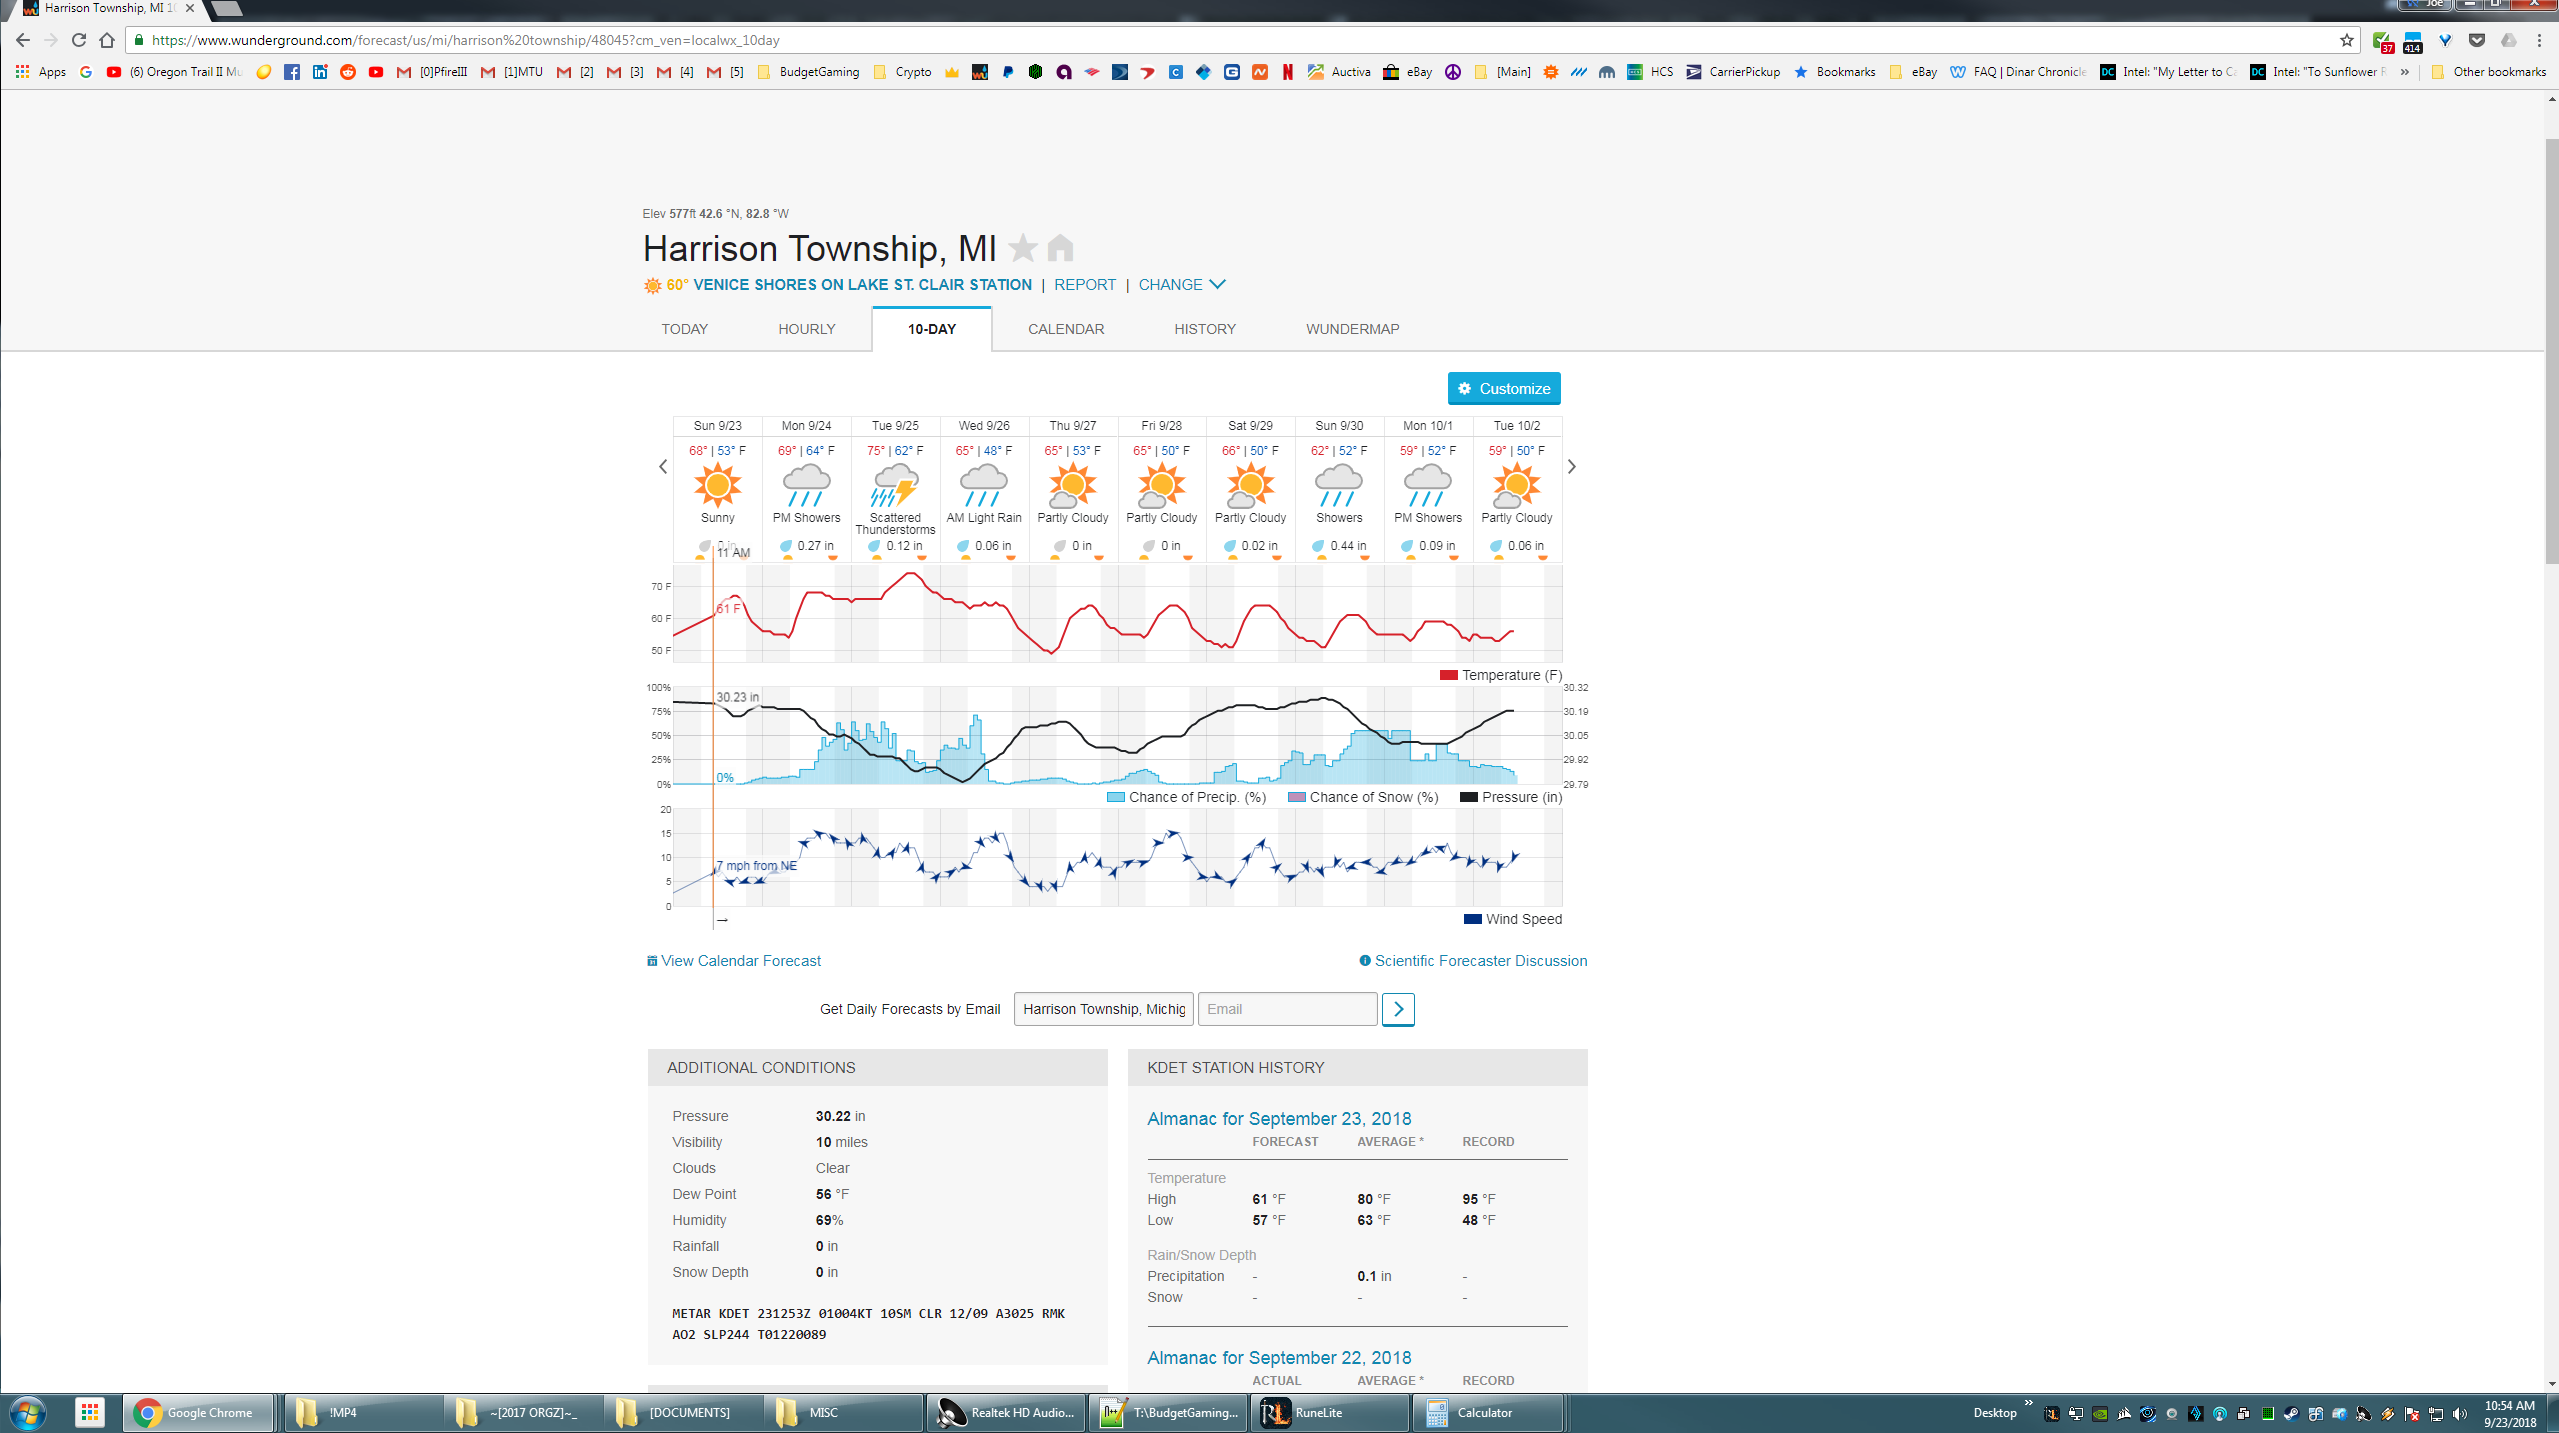 Harrison Township, MI 10
Joe
https://www.wunderground.com/forecast/us/mi/harrison%20township/48045?cm_ven=localwx_10day
37
414
Apps
(6) Oregon Trail II Mu
[0]PfireIII
[1]MTU
[2]
[3]
[4]
[5]
BudgetGaming
Crypto
Auctiva
eBay
[Main]
HCS
CarrierPickup
Bookmarks
eBay
FAQ | Dinar Chronicle
Intel: "My Letter to Ca
Intel: "To Sunflower R
»
Other bookmarks
Elev 577ft 42.6 °N, 82.8 °W
Harrison Township, MI
60° VENICE SHORES ON LAKE ST. CLAIR STATION | REPORT | CHANGE
TODAY HOURLY 10-DAY CALENDAR HISTORY WUNDERMAP
Customize
Sun 9/23 Mon 9/24 Tue 9/25 Wed 9/26 Thu 9/27 Fri 9/28 Sat 9/29 Sun 9/30 Mon 10/1 Tue 10/2
68° | 53° F 69° | 64° F 75° | 62° F 65° | 48° F 65° | 53° F 65° | 50° F 66° | 50° F 62° | 52° F 59° | 52° F 59° | 50° F
Sunny PM Showers Scattered Thunderstorms AM Light Rain Partly Cloudy Partly Cloudy Partly Cloudy Showers PM Showers Partly Cloudy
0 in 0.27 in 0.12 in 0.06 in 0 in 0 in 0.02 in 0.44 in 0.09 in 0.06 in
11 AM
70 F
61 F
60 F
50 F
Temperature (F)
100% 30.23 in 30.32
75% 30.19
50% 30.05
25% 29.92
0% 0% 29.79
Chance of Precip. (%) Chance of Snow (%) Pressure (in)
20
15
10
7 mph from NE
5
0
Wind Speed
View Calendar Forecast
Scientific Forecaster Discussion
Get Daily Forecasts by Email Harrison Township, Michig Email
ADDITIONAL CONDITIONS
Pressure 30.22 in
Visibility 10 miles
Clouds Clear
Dew Point 56 °F
Humidity 69%
Rainfall 0 in
Snow Depth 0 in
METAR KDET 231253Z 01004KT 10SM CLR 12/09 A3025 RMK
AO2 SLP244 T01220089
KDET STATION HISTORY
Almanac for September 23, 2018
FORECAST AVERAGE * RECORD
Temperature
High 61 °F 80 °F 95 °F
Low 57 °F 63 °F 48 °F
Rain/Snow Depth
Precipitation - 0.1 in -
Snow - - -
Almanac for September 22, 2018
ACTUAL AVERAGE * RECORD
Google Chrome
!MP4
~[2017 ORGZ]~_
[DOCUMENTS]
MISC
Realtek HD Audio...
T:\BudgetGaming...
RuneLite
Calculator
Desktop
»
10:54 AM
9/23/2018